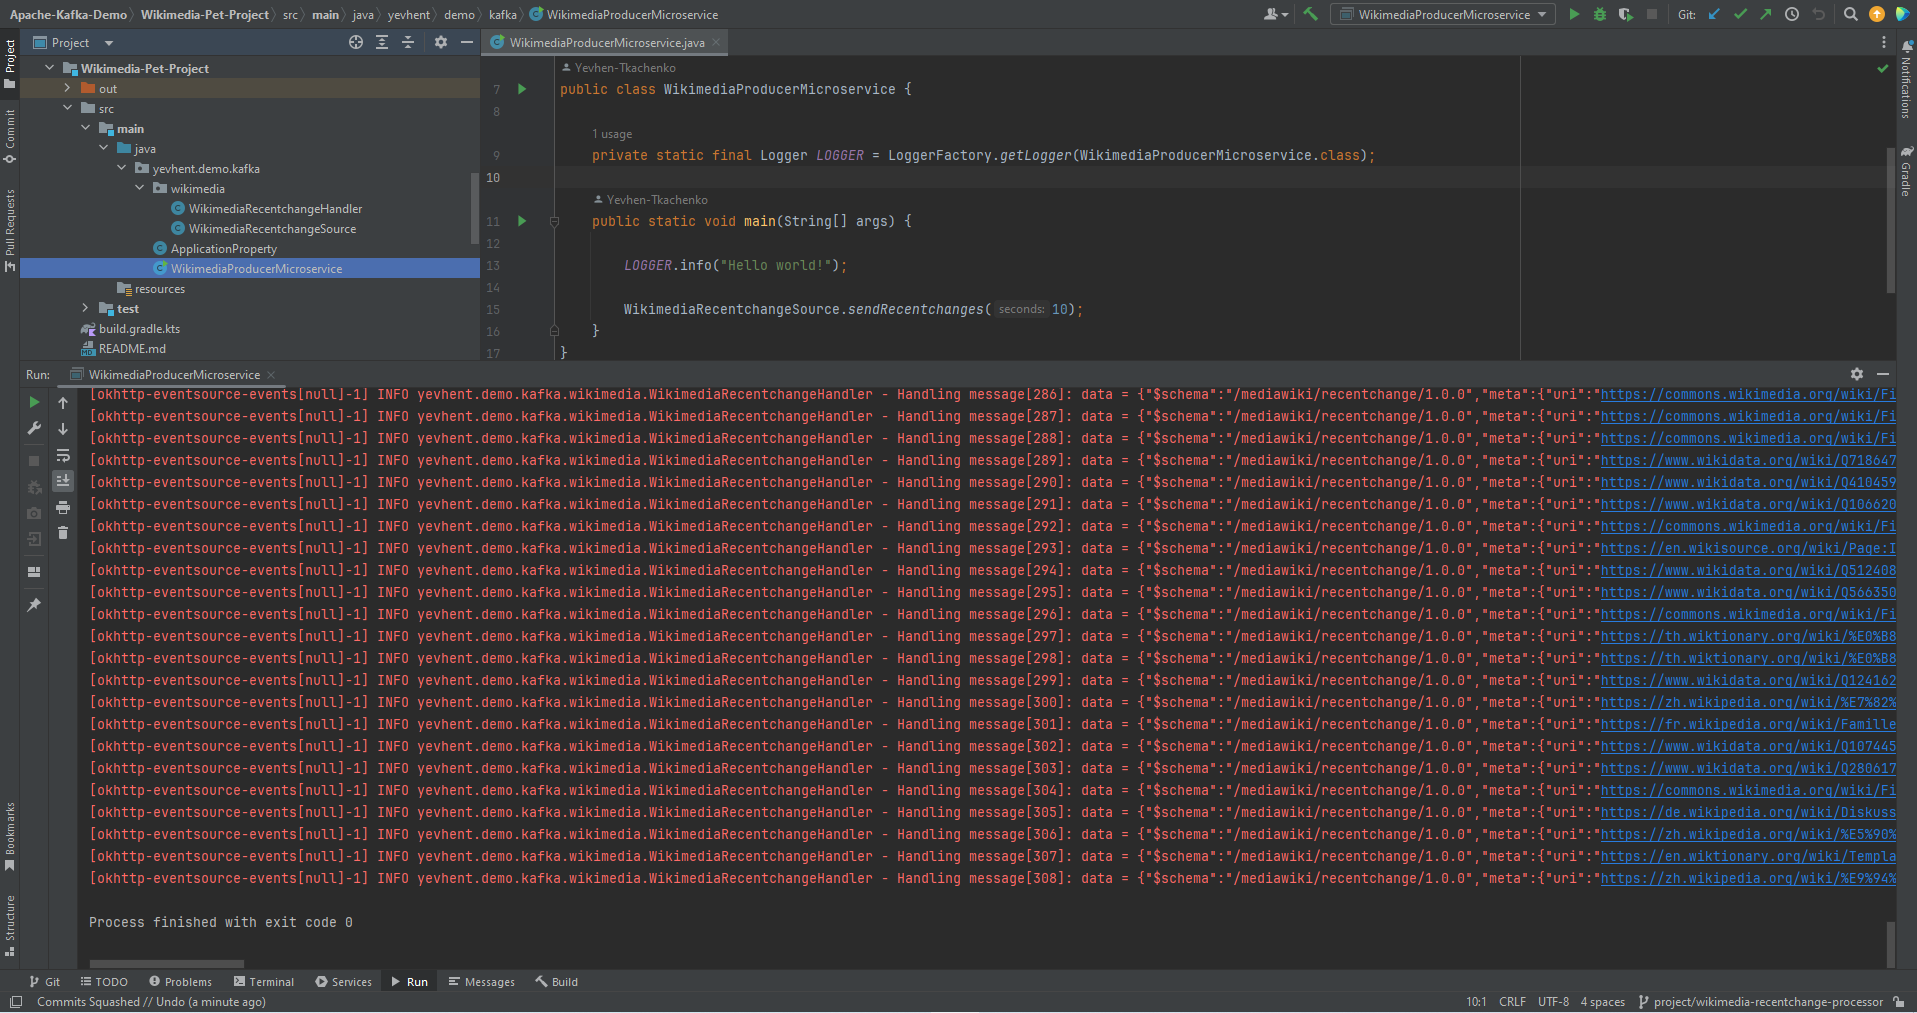 Apache-Kafka-Demo Wikimedia-Pet-Project src main java yevhent demo kafka WikimediaProducerMicroservice
WikimediaProducerMicroservice
Git:
Project
WikimediaProducerMicroservice.java
Project
Commit
Pull Requests
Bookmarks
Structure
Notifications
Gradle
Wikimedia-Pet-Project
out
src
main
java
yevhent.demo.kafka
wikimedia
WikimediaRecentchangeHandler
WikimediaRecentchangeSource
ApplicationProperty
WikimediaProducerMicroservice
resources
test
build.gradle.kts
README.md
Yevhen-Tkachenko
7 public class WikimediaProducerMicroservice {
8
1 usage
9 private static final Logger LOGGER = LoggerFactory.getLogger(WikimediaProducerMicroservice.class);
10
Yevhen-Tkachenko
11 public static void main(String[] args) {
12
13 LOGGER.info("Hello world!");
14
15 WikimediaRecentchangeSource.sendRecentchanges( seconds: 10);
16 }
17 }
Run: WikimediaProducerMicroservice
[okhttp-eventsource-events[null]-1] INFO yevhent.demo.kafka.wikimedia.WikimediaRecentchangeHandler - Handling message[286]: data = {"$schema":"/mediawiki/recentchange/1.0.0","meta":{"uri":"https://commons.wikimedia.org/wiki/Fi
[okhttp-eventsource-events[null]-1] INFO yevhent.demo.kafka.wikimedia.WikimediaRecentchangeHandler - Handling message[287]: data = {"$schema":"/mediawiki/recentchange/1.0.0","meta":{"uri":"https://commons.wikimedia.org/wiki/Fi
[okhttp-eventsource-events[null]-1] INFO yevhent.demo.kafka.wikimedia.WikimediaRecentchangeHandler - Handling message[288]: data = {"$schema":"/mediawiki/recentchange/1.0.0","meta":{"uri":"https://commons.wikimedia.org/wiki/Fi
[okhttp-eventsource-events[null]-1] INFO yevhent.demo.kafka.wikimedia.WikimediaRecentchangeHandler - Handling message[289]: data = {"$schema":"/mediawiki/recentchange/1.0.0","meta":{"uri":"https://www.wikidata.org/wiki/Q718647
[okhttp-eventsource-events[null]-1] INFO yevhent.demo.kafka.wikimedia.WikimediaRecentchangeHandler - Handling message[290]: data = {"$schema":"/mediawiki/recentchange/1.0.0","meta":{"uri":"https://www.wikidata.org/wiki/Q410459
[okhttp-eventsource-events[null]-1] INFO yevhent.demo.kafka.wikimedia.WikimediaRecentchangeHandler - Handling message[291]: data = {"$schema":"/mediawiki/recentchange/1.0.0","meta":{"uri":"https://www.wikidata.org/wiki/Q106620
[okhttp-eventsource-events[null]-1] INFO yevhent.demo.kafka.wikimedia.WikimediaRecentchangeHandler - Handling message[292]: data = {"$schema":"/mediawiki/recentchange/1.0.0","meta":{"uri":"https://commons.wikimedia.org/wiki/Fi
[okhttp-eventsource-events[null]-1] INFO yevhent.demo.kafka.wikimedia.WikimediaRecentchangeHandler - Handling message[293]: data = {"$schema":"/mediawiki/recentchange/1.0.0","meta":{"uri":"https://en.wikisource.org/wiki/Page:I
[okhttp-eventsource-events[null]-1] INFO yevhent.demo.kafka.wikimedia.WikimediaRecentchangeHandler - Handling message[294]: data = {"$schema":"/mediawiki/recentchange/1.0.0","meta":{"uri":"https://www.wikidata.org/wiki/Q512408
[okhttp-eventsource-events[null]-1] INFO yevhent.demo.kafka.wikimedia.WikimediaRecentchangeHandler - Handling message[295]: data = {"$schema":"/mediawiki/recentchange/1.0.0","meta":{"uri":"https://www.wikidata.org/wiki/Q566350
[okhttp-eventsource-events[null]-1] INFO yevhent.demo.kafka.wikimedia.WikimediaRecentchangeHandler - Handling message[296]: data = {"$schema":"/mediawiki/recentchange/1.0.0","meta":{"uri":"https://commons.wikimedia.org/wiki/Fi
[okhttp-eventsource-events[null]-1] INFO yevhent.demo.kafka.wikimedia.WikimediaRecentchangeHandler - Handling message[297]: data = {"$schema":"/mediawiki/recentchange/1.0.0","meta":{"uri":"https://th.wiktionary.org/wiki/%E0%B8
[okhttp-eventsource-events[null]-1] INFO yevhent.demo.kafka.wikimedia.WikimediaRecentchangeHandler - Handling message[298]: data = {"$schema":"/mediawiki/recentchange/1.0.0","meta":{"uri":"https://th.wiktionary.org/wiki/%E0%B8
[okhttp-eventsource-events[null]-1] INFO yevhent.demo.kafka.wikimedia.WikimediaRecentchangeHandler - Handling message[299]: data = {"$schema":"/mediawiki/recentchange/1.0.0","meta":{"uri":"https://www.wikidata.org/wiki/Q124162
[okhttp-eventsource-events[null]-1] INFO yevhent.demo.kafka.wikimedia.WikimediaRecentchangeHandler - Handling message[300]: data = {"$schema":"/mediawiki/recentchange/1.0.0","meta":{"uri":"https://zh.wikipedia.org/wiki/%E7%82%
[okhttp-eventsource-events[null]-1] INFO yevhent.demo.kafka.wikimedia.WikimediaRecentchangeHandler - Handling message[301]: data = {"$schema":"/mediawiki/recentchange/1.0.0","meta":{"uri":"https://fr.wikipedia.org/wiki/Famille
[okhttp-eventsource-events[null]-1] INFO yevhent.demo.kafka.wikimedia.WikimediaRecentchangeHandler - Handling message[302]: data = {"$schema":"/mediawiki/recentchange/1.0.0","meta":{"uri":"https://www.wikidata.org/wiki/Q107445
[okhttp-eventsource-events[null]-1] INFO yevhent.demo.kafka.wikimedia.WikimediaRecentchangeHandler - Handling message[303]: data = {"$schema":"/mediawiki/recentchange/1.0.0","meta":{"uri":"https://www.wikidata.org/wiki/Q280617
[okhttp-eventsource-events[null]-1] INFO yevhent.demo.kafka.wikimedia.WikimediaRecentchangeHandler - Handling message[304]: data = {"$schema":"/mediawiki/recentchange/1.0.0","meta":{"uri":"https://commons.wikimedia.org/wiki/Fi
[okhttp-eventsource-events[null]-1] INFO yevhent.demo.kafka.wikimedia.WikimediaRecentchangeHandler - Handling message[305]: data = {"$schema":"/mediawiki/recentchange/1.0.0","meta":{"uri":"https://de.wikipedia.org/wiki/Diskuss
[okhttp-eventsource-events[null]-1] INFO yevhent.demo.kafka.wikimedia.WikimediaRecentchangeHandler - Handling message[306]: data = {"$schema":"/mediawiki/recentchange/1.0.0","meta":{"uri":"https://zh.wikipedia.org/wiki/%E5%90%
[okhttp-eventsource-events[null]-1] INFO yevhent.demo.kafka.wikimedia.WikimediaRecentchangeHandler - Handling message[307]: data = {"$schema":"/mediawiki/recentchange/1.0.0","meta":{"uri":"https://en.wiktionary.org/wiki/Templa
[okhttp-eventsource-events[null]-1] INFO yevhent.demo.kafka.wikimedia.WikimediaRecentchangeHandler - Handling message[308]: data = {"$schema":"/mediawiki/recentchange/1.0.0","meta":{"uri":"https://zh.wikipedia.org/wiki/%E9%94%
Process finished with exit code 0
Git TODO Problems Terminal Services Run Messages Build
Commits Squashed // Undo (a minute ago)
10:1 CRLF UTF-8 4 spaces project/wikimedia-recentchange-processor